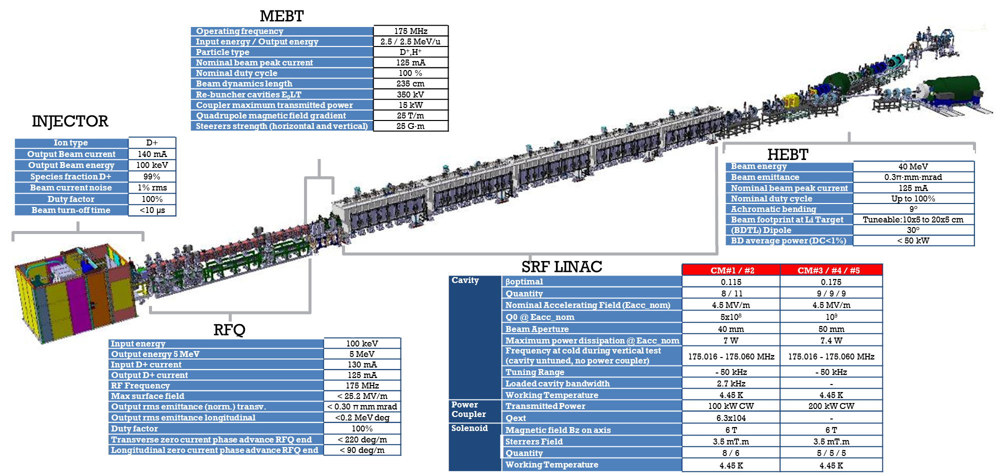 MEBT
Operating frequency 175 MHz
Input energy / Output energy 2.5 / 2.5 MeV/u
Particle type D⁺,H⁺
Nominal beam peak current 125 mA
Nominal duty cycle 100 %
Beam dynamics length 235 cm
Re-buncher cavities E₀LT 350 kV
Coupler maximum transmitted power 15 kW
Quadrupole magnetic field gradient 25 T/m
Steerers strength (horizontal and vertical) 25 G·m
INJECTOR
Ion type D+
Output Beam current 140 mA
Output Beam energy 100 keV
Species fraction D+ 99%
Beam current noise 1% rms
Duty factor 100%
Beam turn-off time <10 µs
HEBT
Beam energy 40 MeV
Beam emittance 0.3π·mm·mrad
Nominal beam peak current 125 mA
Nominal duty cycle Up to 100%
Achromatic bending 9°
Beam footprint at Li Target Tuneable:10x5 to 20x5 cm
(BDTL) Dipole 30°
BD average power (DC<1%) < 50 kW
RFQ
Input energy 100 keV
Output energy 5 MeV 5 MeV
Input D+ current 130 mA
Output D+ current 125 mA
RF Frequency 175 MHz
Max surface field < 25.2 MV/m
Output rms emittance (norm.) transv. < 0.30 π mm mrad
Output rms emittance longitudinal <0.2 MeV deg
Duty factor 100%
Transverse zero current phase advance RFQ end < 220 deg/m
Longitudinal zero current phase advance RFQ end < 90 deg/m
SRF LINAC
CM#1 / #2 CM#3 / #4 / #5
Cavity βoptimal 0.115 0.175
Quantity 8 / 11 9 / 9 / 9
Nominal Accelerating Field (Eacc_nom) 4.5 MV/m 4.5 MV/m
Q0 @ Eacc_nom 5x10⁸ 10⁹
Beam Aperture 40 mm 50 mm
Maximum power dissipation @ Eacc_nom 7 W 7.4 W
Frequency at cold during vertical test
(cavity untuned, no power coupler) 175.016 - 175.060 MHz 175.016 - 175.060 MHz
Tuning Range - 50 kHz - 50 kHz
Loaded cavity bandwidth 2.7 kHz -
Working Temperature 4.45 K 4.45 K
Power Coupler Transmitted Power 100 kW CW 200 kW CW
Qext 6.3x104 -
Solenoid Magnetic field Bz on axis 6 T 6 T
Sterrers Field 3.5 mT.m 3.5 mT.m
Quantity 8 / 6 5 / 5 / 5
Working Temperature 4.45 K 4.45 K